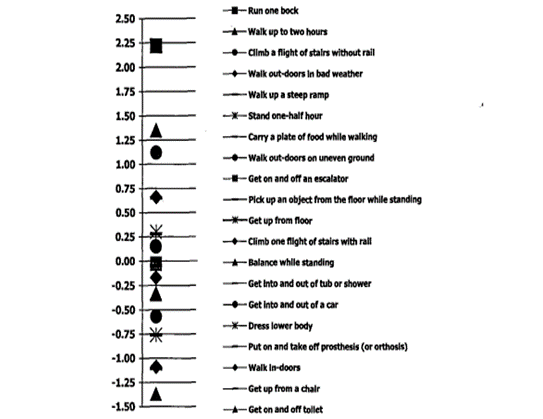 2.50
2.25
2.00
1.75
1.50
1.25
1.00
0.75
0.50
0.25
0.00
-0.25
-0.50
-0.75
-1.00
-1.25
-1.50
Run one bock
Walk up to two hours
Climb a flight of stairs without rail
Walk out-doors in bad weather
Walk up a steep ramp
Stand one-half hour
Carry a plate of food while walking
Walk out-doors on uneven ground
Get on and off an escalator
Pick up an object from the floor while standing
Get up from floor
Climb one flight of stairs with rail
Balance while standing
Get into and out of tub or shower
Get into and out of a car
Dress lower body
Put on and take off prosthesis (or orthosis)
Walk in-doors
Get up from a chair
Get on and off toilet